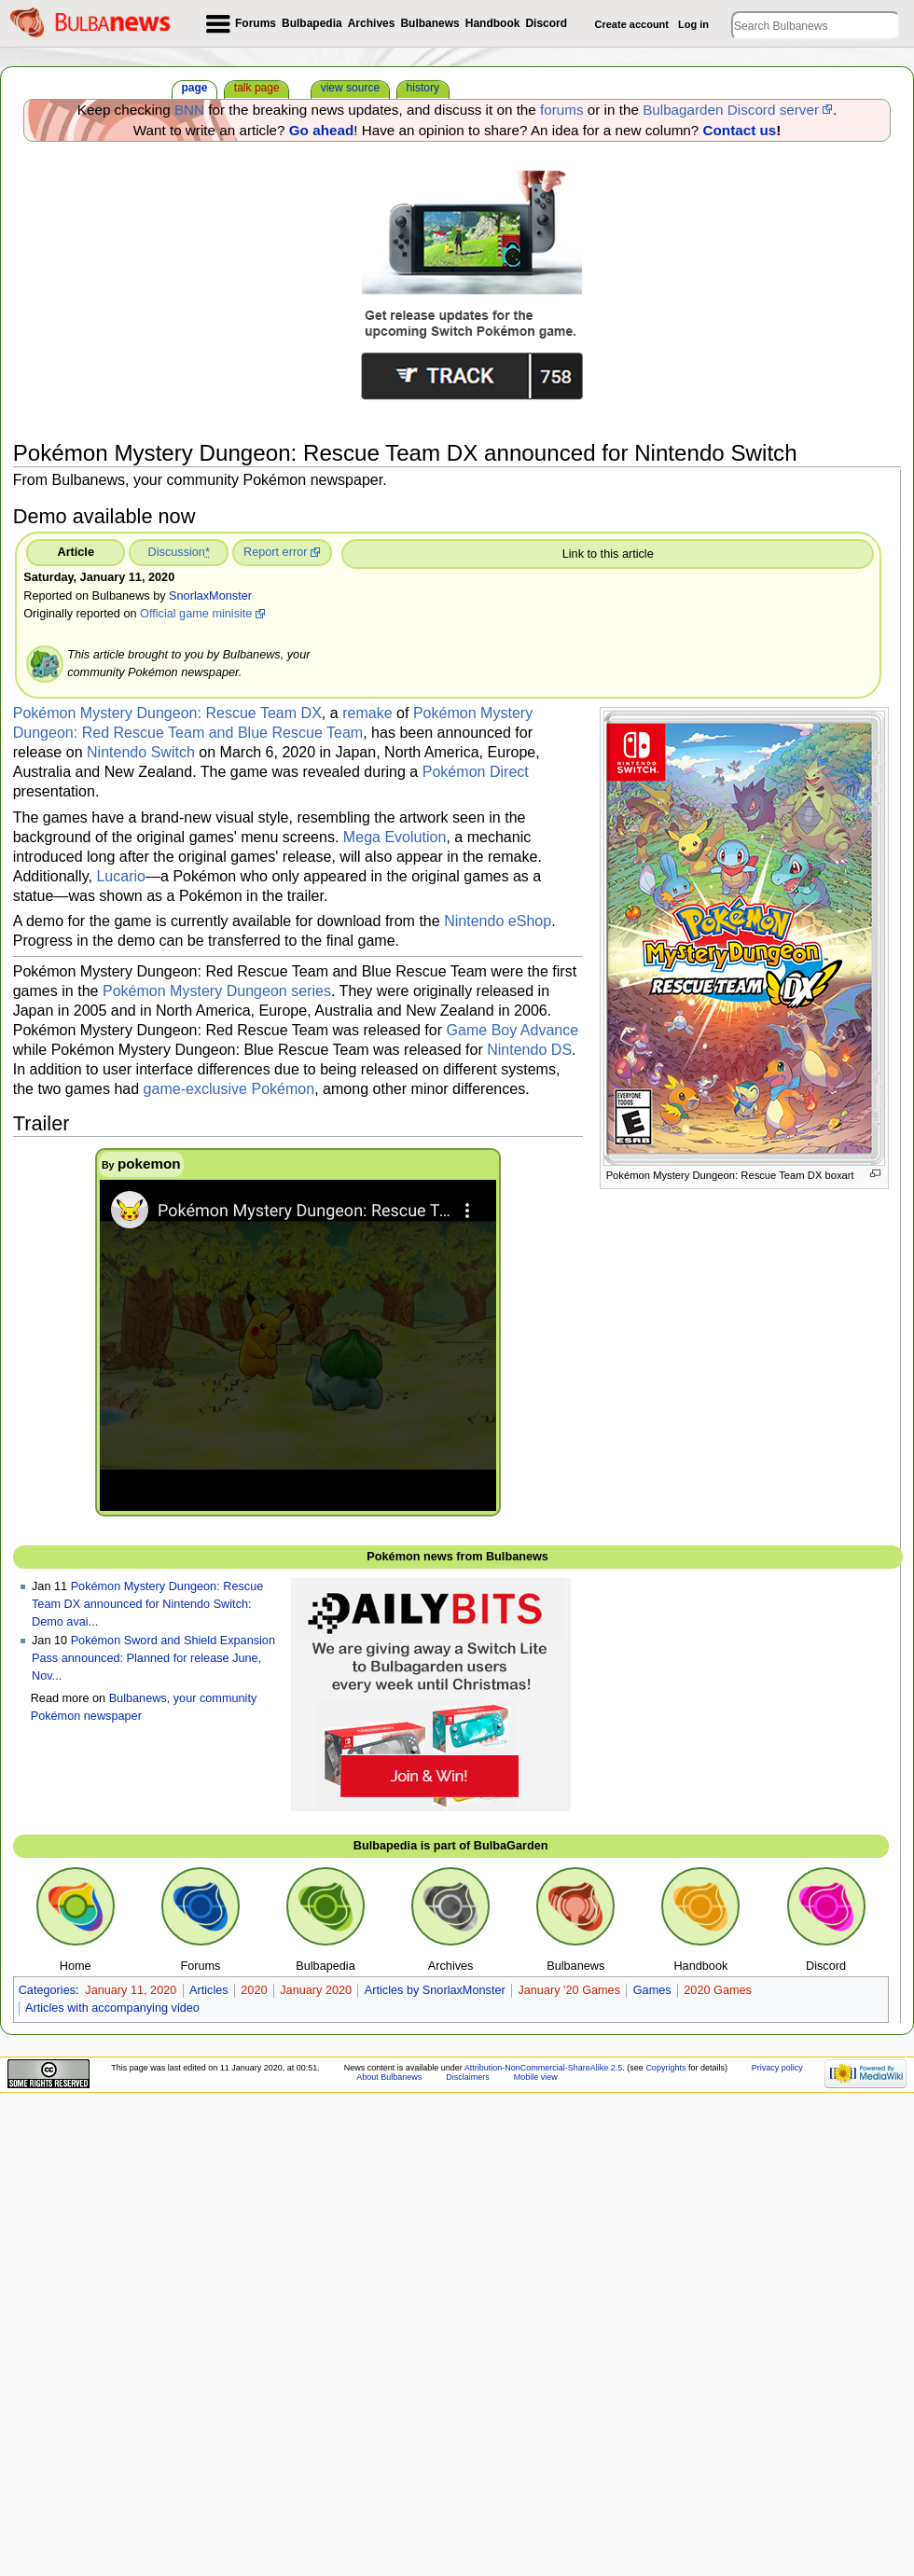 BULBAnews
Forums Bulbapedia Archives Bulbanews Handbook Discord
Create account Log in
Search Bulbanews
page talk page view source history
Keep checking BNN for the breaking news updates, and discuss it on the forums or in the Bulbagarden Discord server.
Want to write an article? Go ahead! Have an opinion to share? An idea for a new column? Contact us!
Get release updates for the
upcoming Switch Pokémon game.
TRACK 758
Pokémon Mystery Dungeon: Rescue Team DX announced for Nintendo Switch
From Bulbanews, your community Pokémon newspaper.
Demo available now
Article Discussion* Report error Link to this article
Saturday, January 11, 2020
Reported on Bulbanews by SnorlaxMonster
Originally reported on Official game minisite
This article brought to you by Bulbanews, your
community Pokémon newspaper.
Pokémon Mystery Dungeon: Rescue Team DX, a remake of Pokémon Mystery
Dungeon: Red Rescue Team and Blue Rescue Team, has been announced for
release on Nintendo Switch on March 6, 2020 in Japan, North America, Europe,
Australia and New Zealand. The game was revealed during a Pokémon Direct
presentation.
The games have a brand-new visual style, resembling the artwork seen in the
background of the original games' menu screens. Mega Evolution, a mechanic
introduced long after the original games' release, will also appear in the remake.
Additionally, Lucario—a Pokémon who only appeared in the original games as a
statue—was shown as a Pokémon in the trailer.
A demo for the game is currently available for download from the Nintendo eShop.
Progress in the demo can be transferred to the final game.
Pokémon Mystery Dungeon: Red Rescue Team and Blue Rescue Team were the first
games in the Pokémon Mystery Dungeon series. They were originally released in
Japan in 2005 and in North America, Europe, Australia and New Zealand in 2006.
Pokémon Mystery Dungeon: Red Rescue Team was released for Game Boy Advance
while Pokémon Mystery Dungeon: Blue Rescue Team was released for Nintendo DS.
In addition to user interface differences due to being released on different systems,
the two games had game-exclusive Pokémon, among other minor differences.
NINTENDO
SWITCH
POKéMON
Mystery Dungeon
RESCUE TEAM DX
EVERYONE
TODOS
E
ESRB
Pokémon Mystery Dungeon: Rescue Team DX boxart
Trailer
By pokemon
Pokémon Mystery Dungeon: Rescue T...
Pokémon news from Bulbanews
Jan 11 Pokémon Mystery Dungeon: Rescue
Team DX announced for Nintendo Switch:
Demo avai...
Jan 10 Pokémon Sword and Shield Expansion
Pass announced: Planned for release June,
Nov...
Read more on Bulbanews, your community
Pokémon newspaper
DAILYBITS
We are giving away a Switch Lite
to Bulbagarden users,
every week until Christmas!
Join & Win!
Bulbapedia is part of BulbaGarden
Home Forums Bulbapedia Archives Bulbanews Handbook Discord
Categories: January 11, 2020 Articles 2020 January 2020 Articles by SnorlaxMonster January '20 Games Games 2020 Games
Articles with accompanying video
cc
SOME RIGHTS RESERVED
This page was last edited on 11 January 2020, at 00:51. News content is available under Attribution-NonCommercial-ShareAlike 2.5. (see Copyrights for details) Privacy policy
About Bulbanews Disclaimers Mobile view
Powered By
MediaWiki